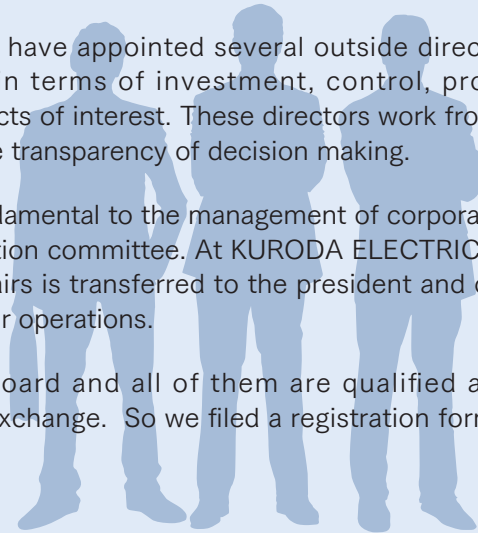 have appointed several outside direc
n terms of investment, control, pro
cts of interest. These directors work fro
e transparency of decision making.
damental to the management of corpora
tion committee. At KURODA ELECTRIC
airs is transferred to the president and
r operations.
oard and all of them are qualified a
xchange. So we filed a registration for